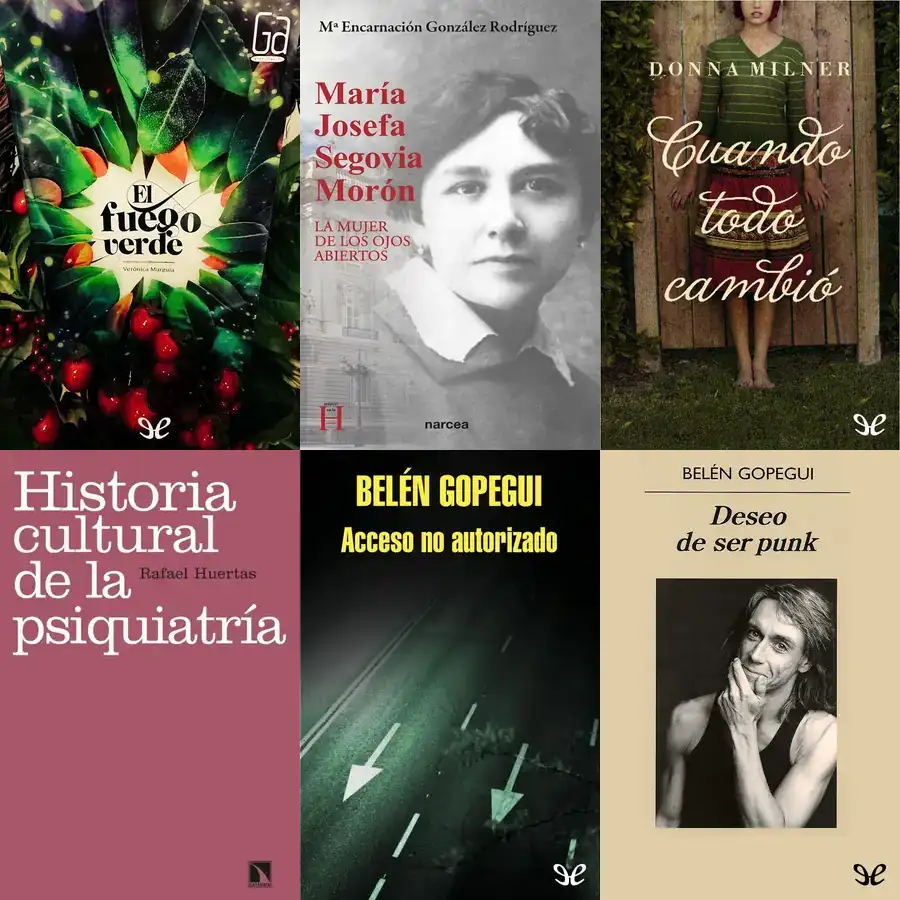 Ga
El
fuego
verde
Verónica Murguía
Mª Encarnación González Rodríguez
María
Josefa
Segovia
Morón
LA MUJER
DE LOS OJOS
ABIERTOS
H
narcea
DONNA MILNER
Cuando
todo
cambió
Historia
cultural
de la
Rafael Huertas
psiquiatría
BELÉN GOPEGUI
Acceso no autorizado
BELÉN GOPEGUI
Deseo
de ser punk